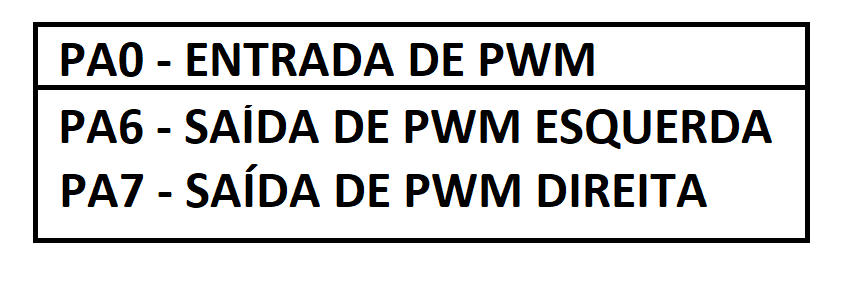 PA0 - ENTRADA DE PWM
PA6 - SAÍDA DE PWM ESQUERDA
PA7 - SAÍDA DE PWM DIREITA